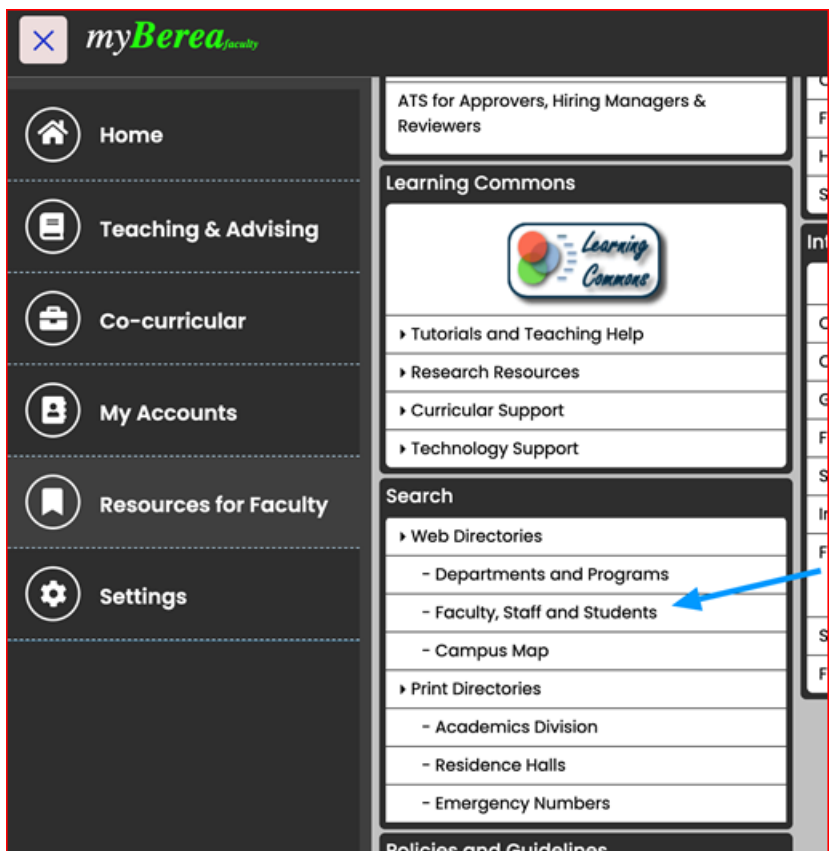 myBereafaculty
Home
Teaching & Advising
Co-curricular
My Accounts
Resources for Faculty
Settings
ATS for Approvers, Hiring Managers &
Reviewers
Learning Commons
Learning
Commons
▸ Tutorials and Teaching Help
▸ Research Resources
▸ Curricular Support
▸ Technology Support
Search
▸ Web Directories
- Departments and Programs
- Faculty, Staff and Students
- Campus Map
▸ Print Directories
- Academics Division
- Residence Halls
- Emergency Numbers
Policies and Guidelines